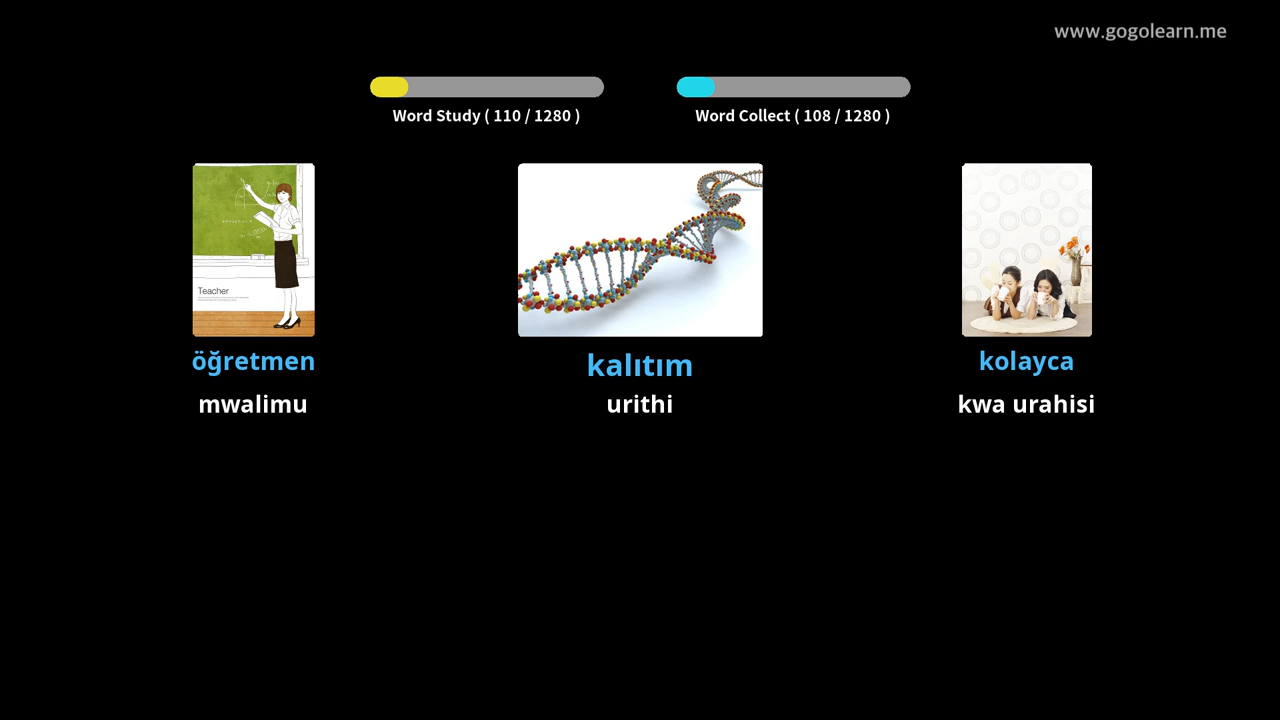 www.gogolearn.me
Word Study ( 110 / 1280 )
Word Collect ( 108 / 1280 )
Teacher
öğretmen
kalıtım
kolayca
mwalimu
urithi
kwa urahisi